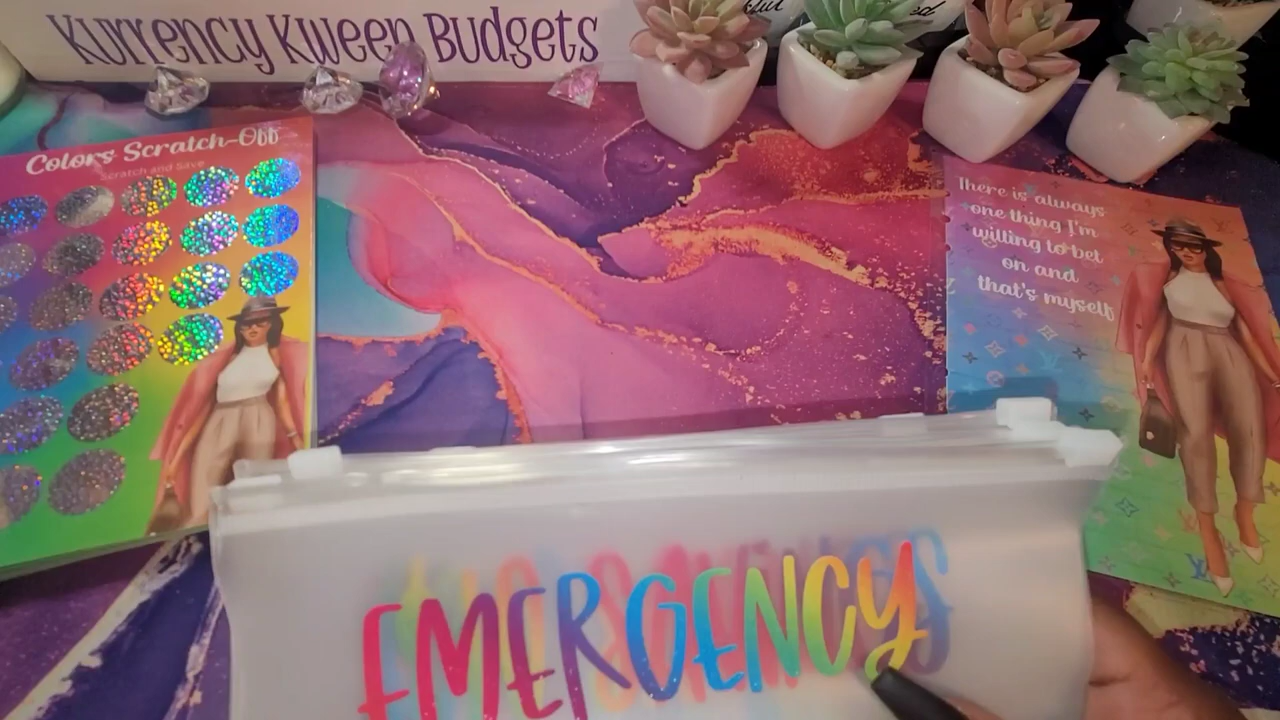 Kurrency Kween Budgets
Colors Scratch-Off
Scratch and Save
There is always
one thing I'm
willing to bet
on and
that's myself
EMERGENCY